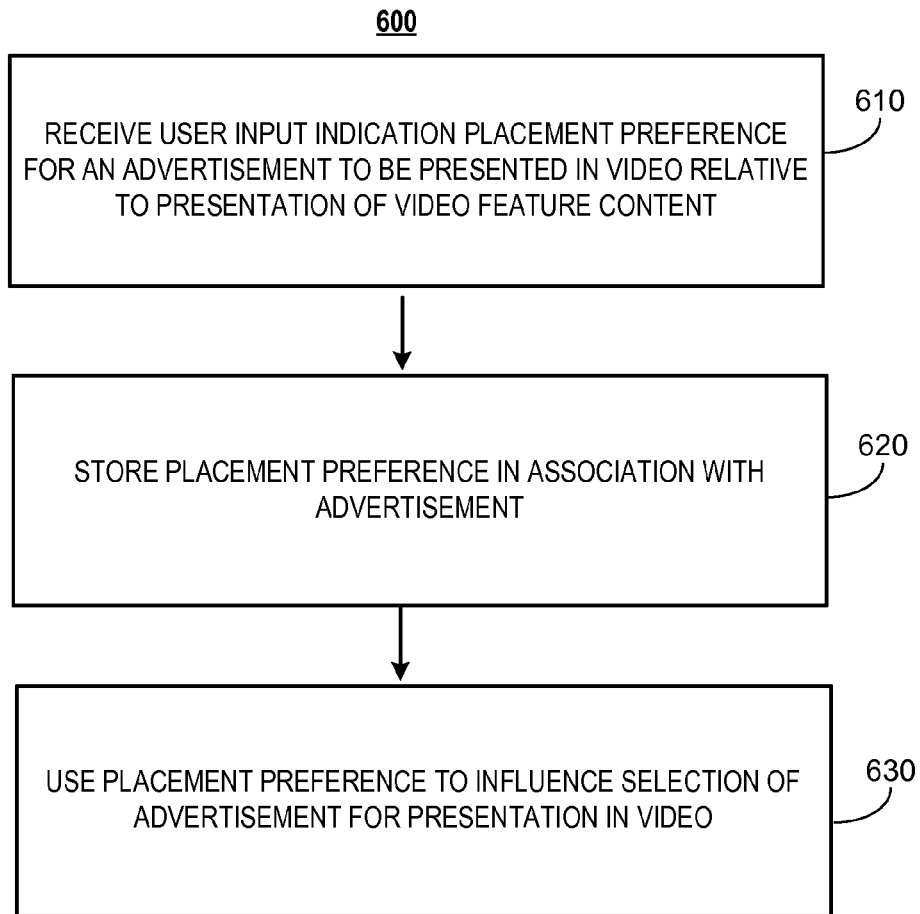 600
RECEIVE USER INPUT INDICATION PLACEMENT PREFERENCE
FOR AN ADVERTISEMENT TO BE PRESENTED IN VIDEO RELATIVE
TO PRESENTATION OF VIDEO FEATURE CONTENT
610
STORE PLACEMENT PREFERENCE IN ASSOCIATION WITH
ADVERTISEMENT
620
USE PLACEMENT PREFERENCE TO INFLUENCE SELECTION OF
ADVERTISEMENT FOR PRESENTATION IN VIDEO
630